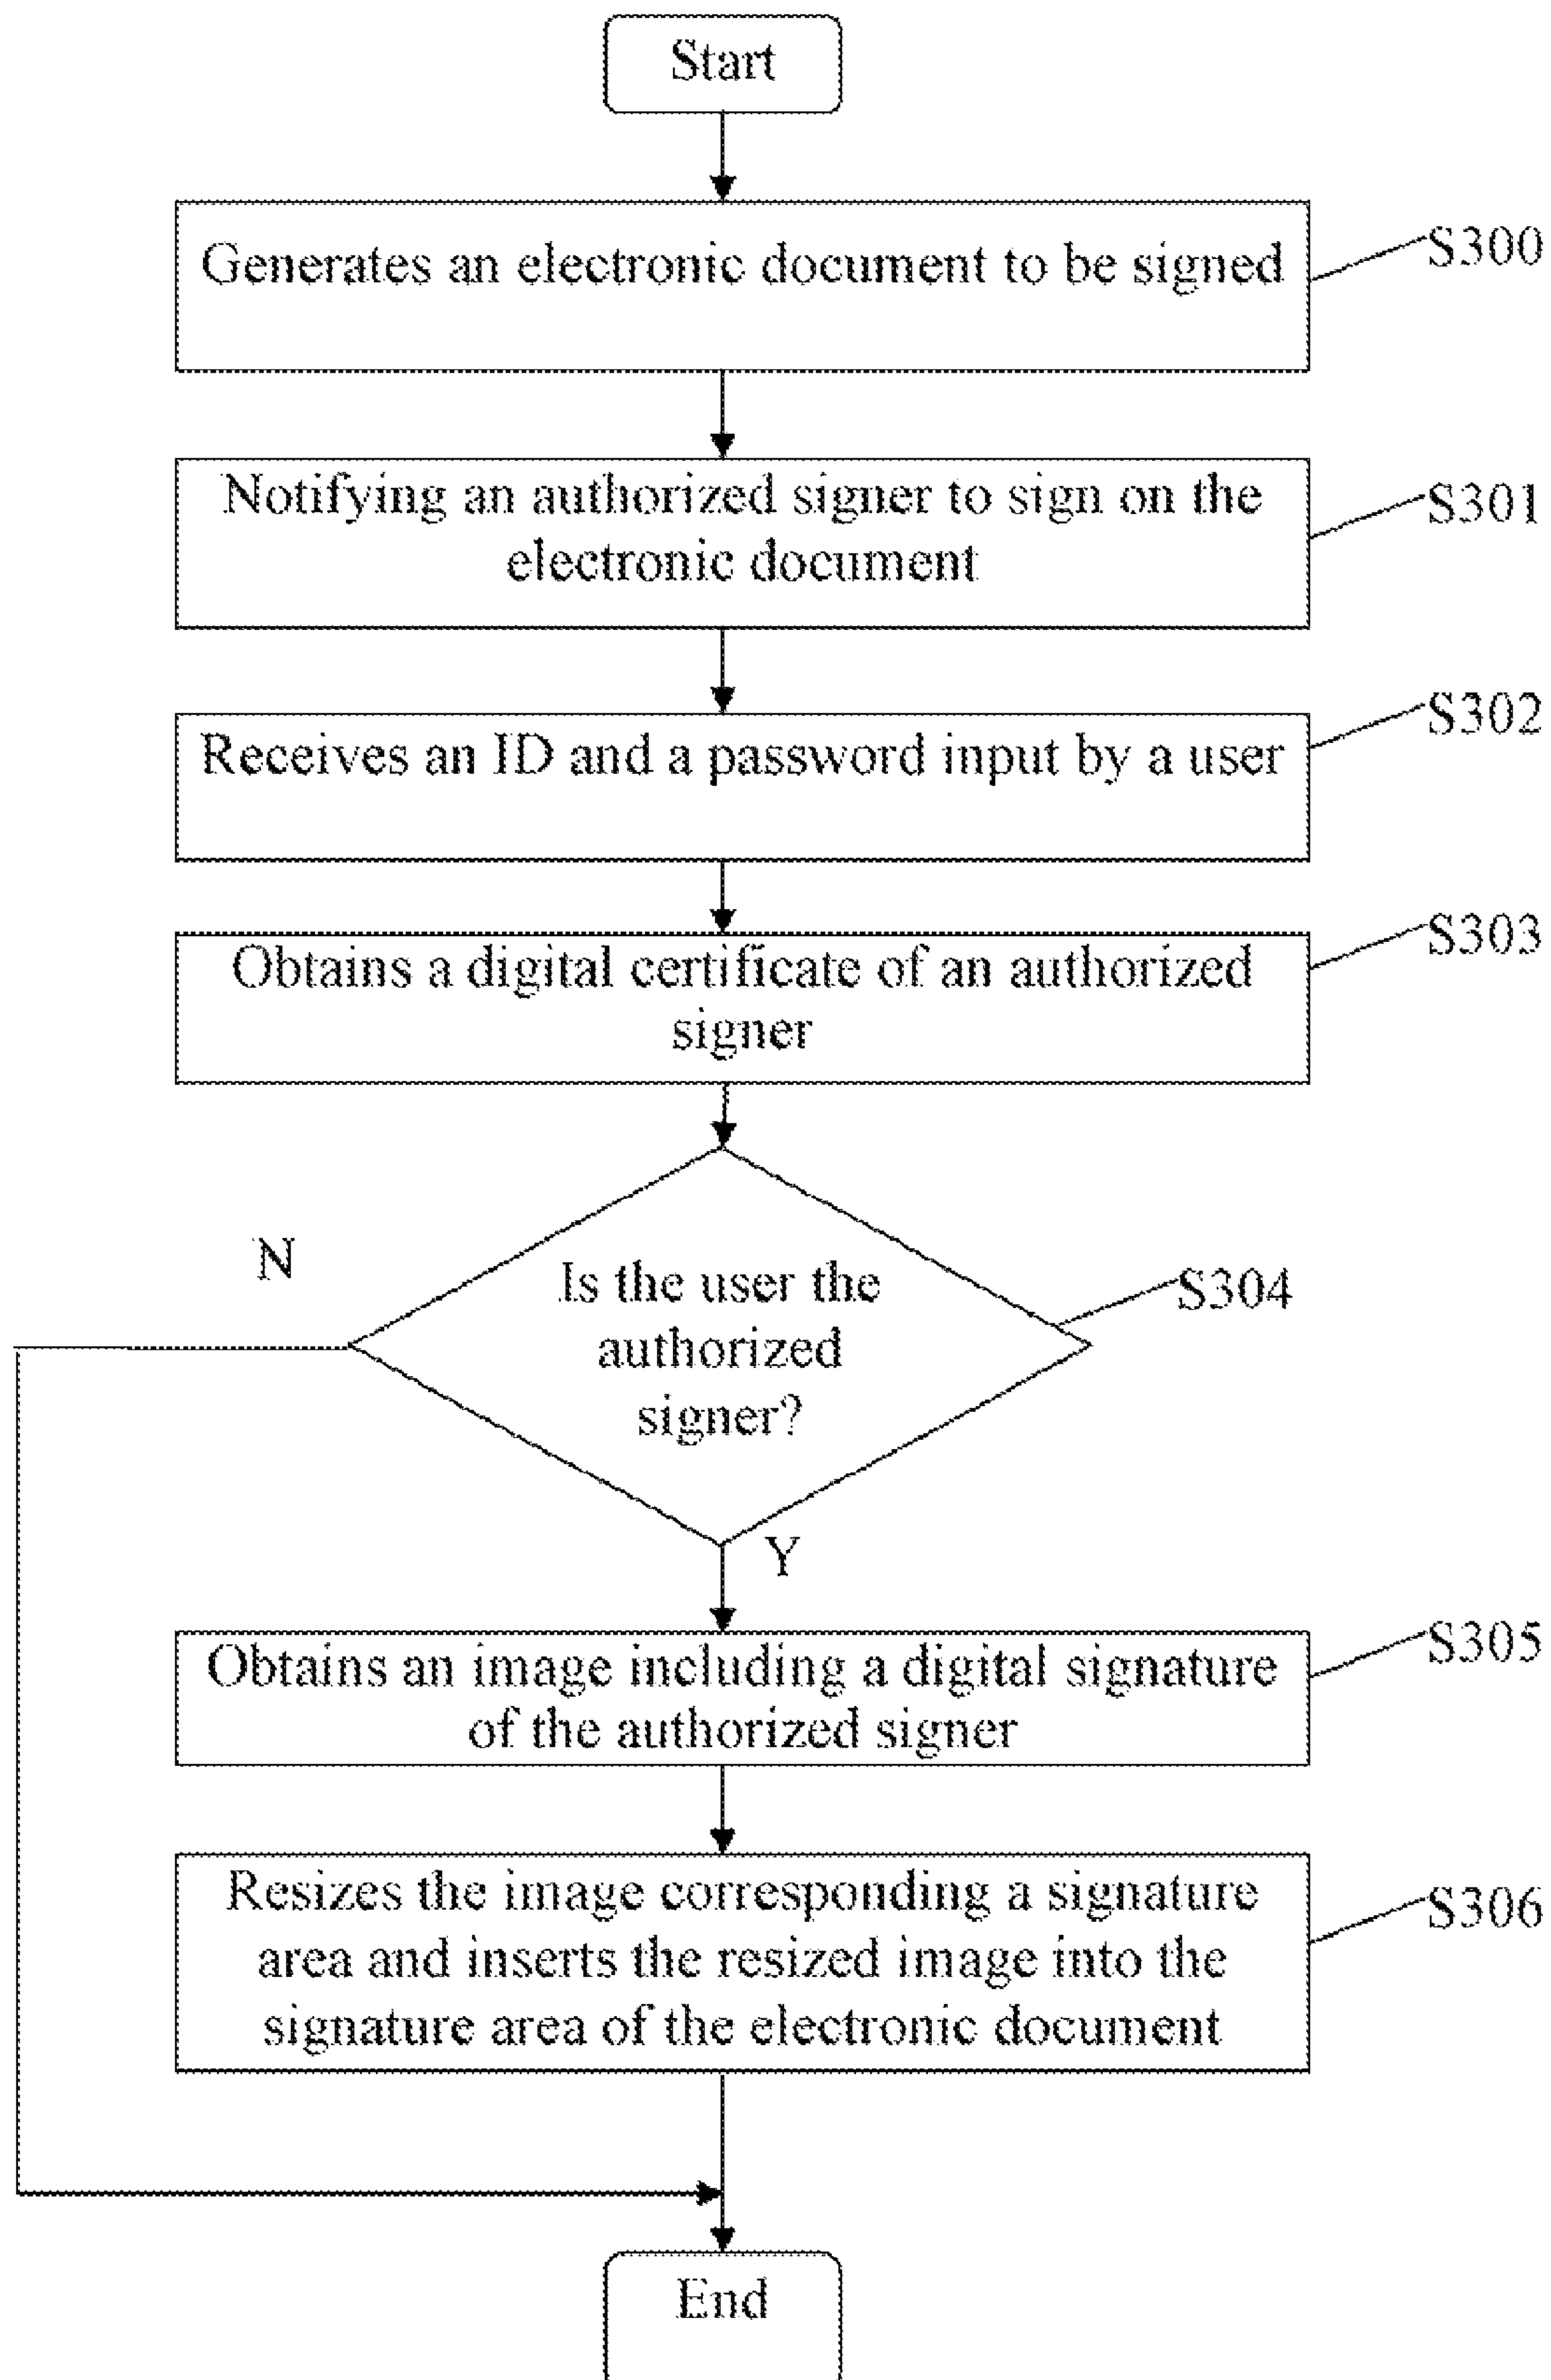 Start
Generates an electronic document to be signed
S300
Notifying an authorized signer to sign on the
electronic document
S301
Receives an ID and a password input by a user
S302
Obtains a digital certificate of an authorized
signer
S303
N
Is the user the
authorized
signer?
S304
Y
Obtains an image including a digital signature
of the authorized signer
S305
Resizes the image corresponding a signature
area and inserts the resized image into the
signature area of the electronic document
S306
End